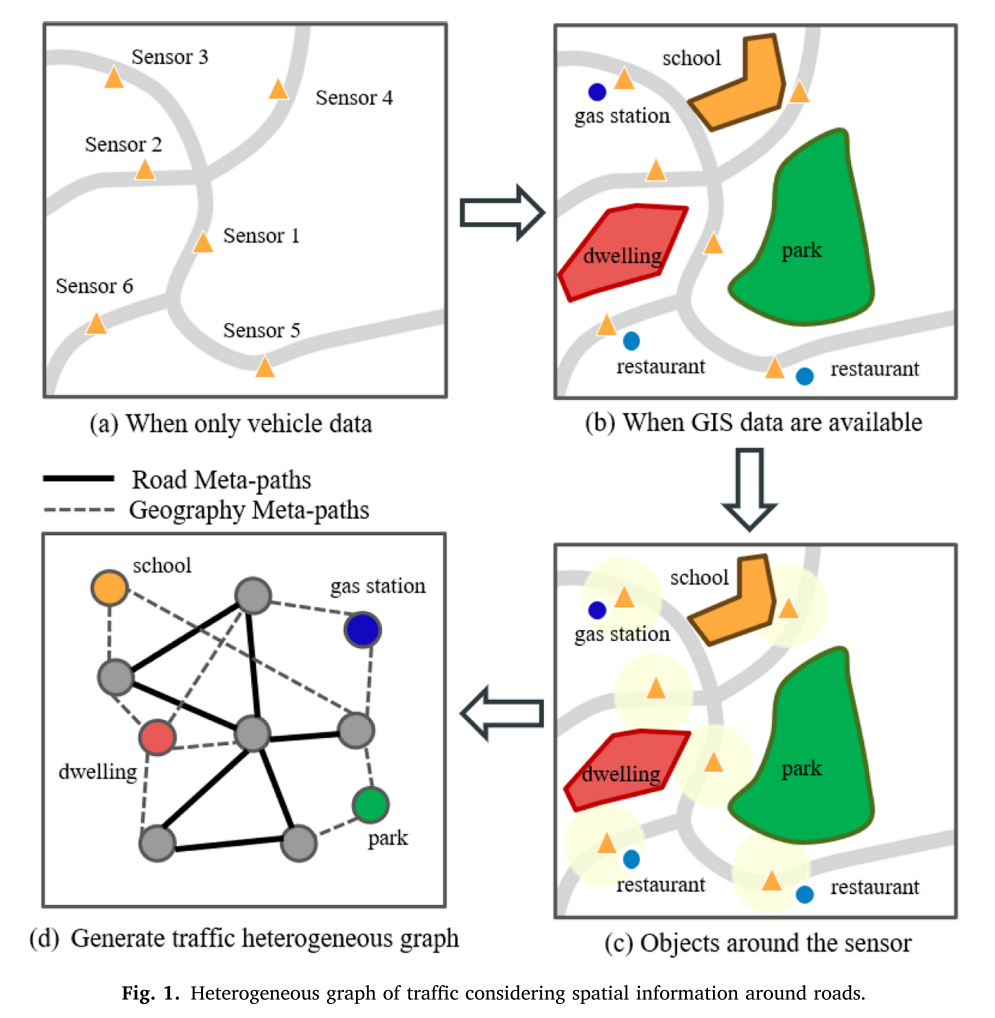 Sensor 3
Sensor 4
Sensor 2
Sensor 1
Sensor 6
Sensor 5
(a) When only vehicle data
school
gas station
dwelling
park
restaurant
restaurant
(b) When GIS data are available
Road Meta-paths
Geography Meta-paths
school
gas station
dwelling
park
(d) Generate traffic heterogeneous graph
school
gas station
dwelling
park
restaurant
restaurant
(c) Objects around the sensor
Fig. 1. Heterogeneous graph of traffic considering spatial information around roads.